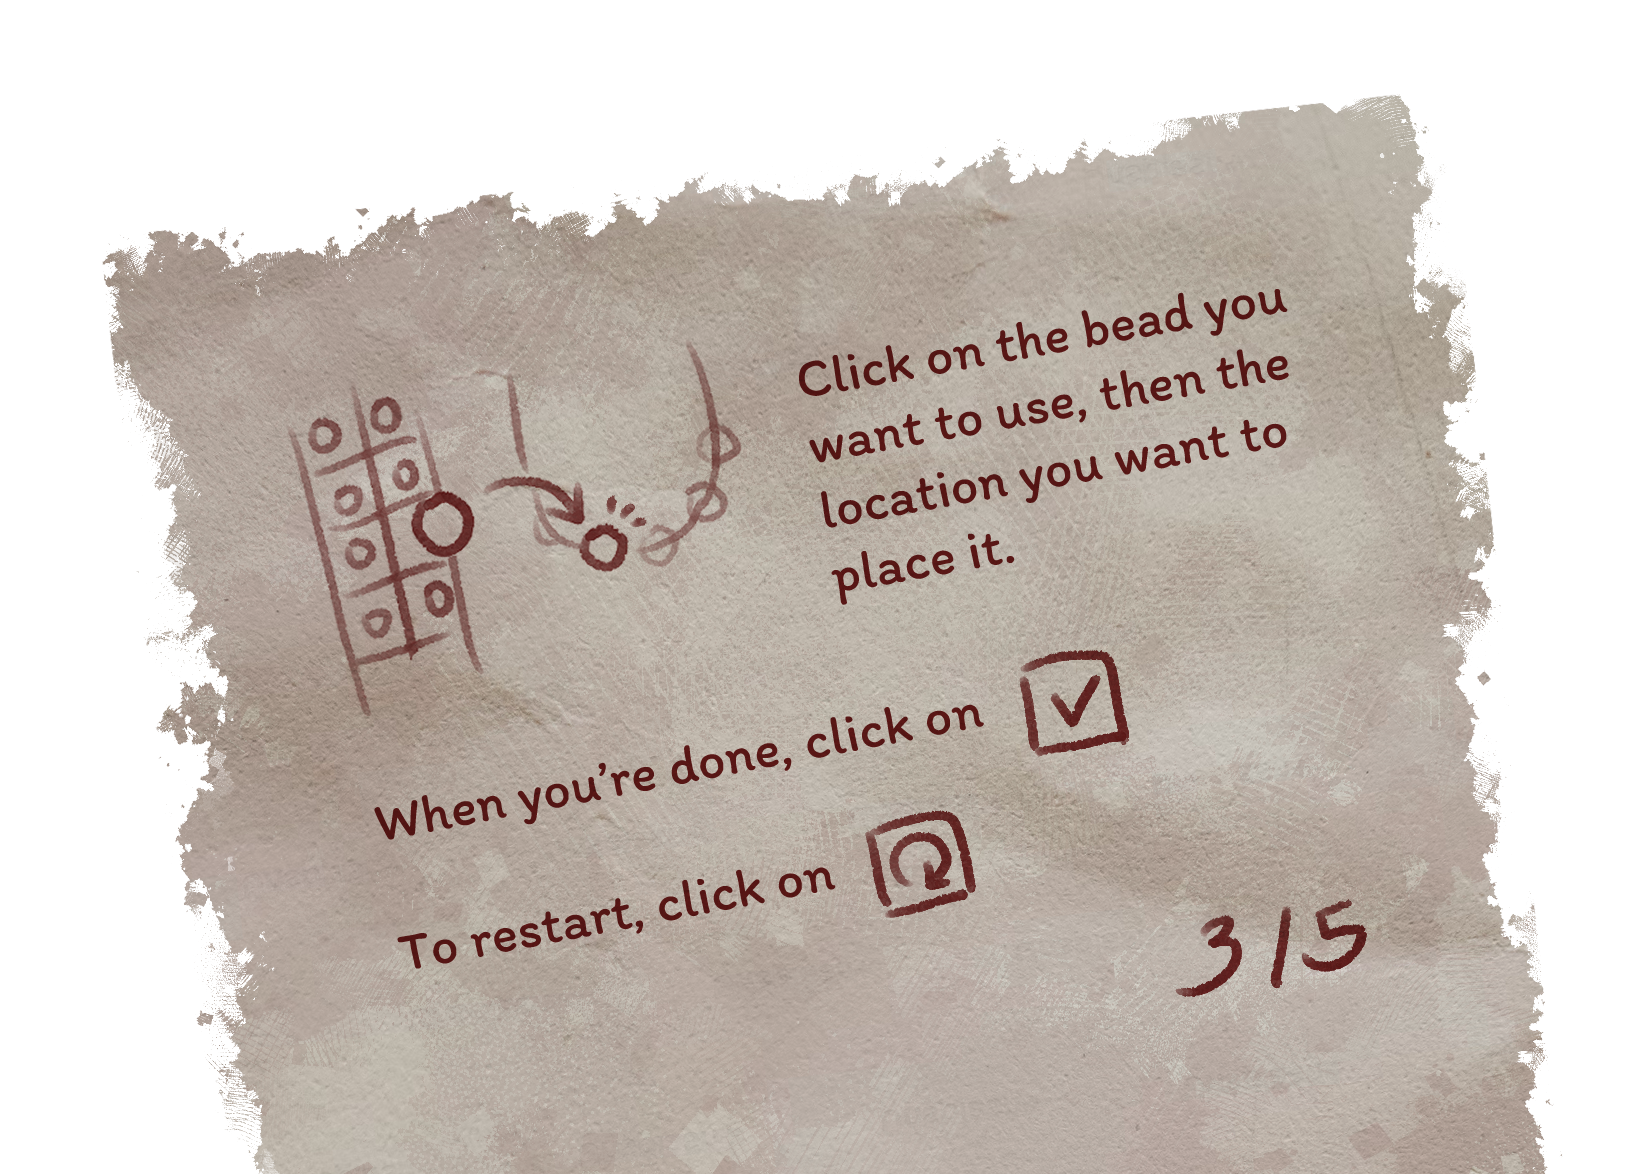 Click on the bead you
want to use, then the
location you want to
place it.
When you're done, click on
To restart, click on
3/5